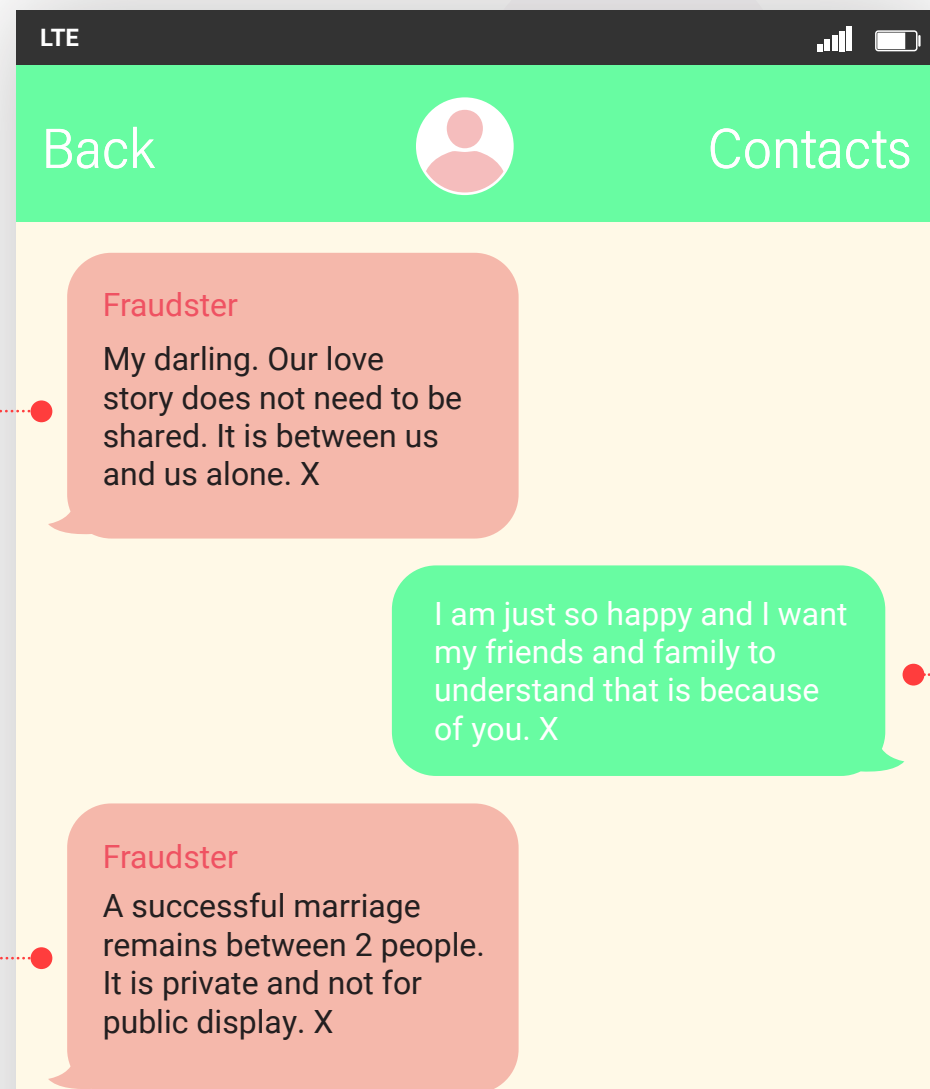 LTE
Back
Contacts
Fraudster
My darling. Our love
story does not need to be
shared. It is between us
and us alone. X
I am just so happy and I want
my friends and family to
understand that is because
of you. X
Fraudster
A successful marriage
remains between 2 people.
It is private and not for
public display. X